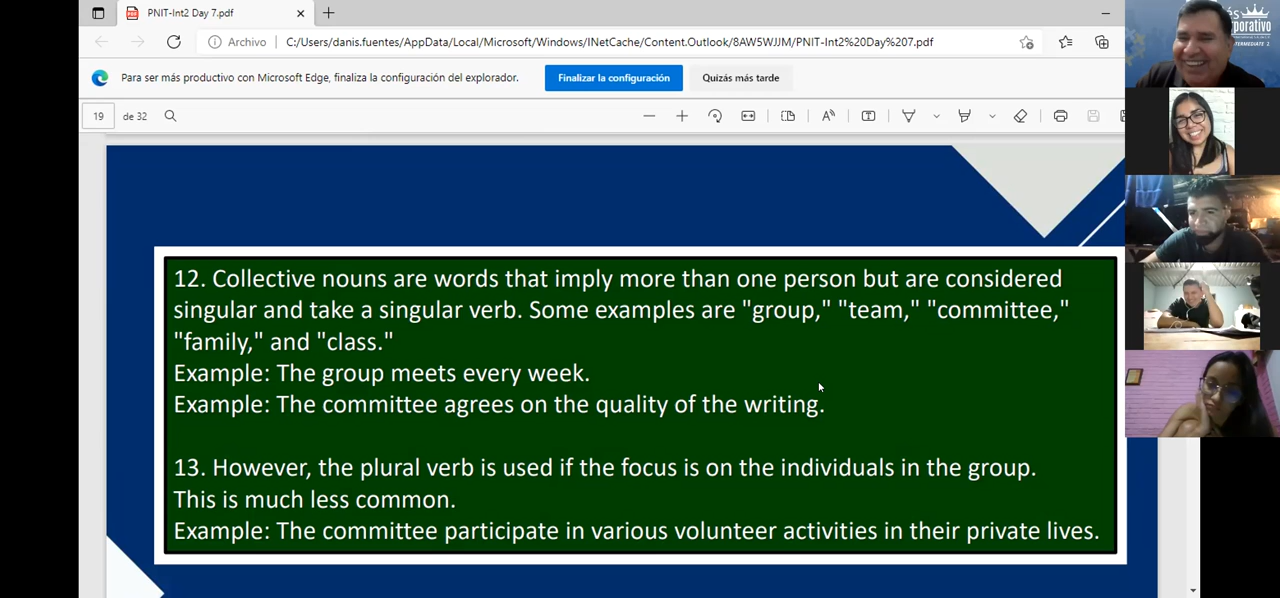 PNIT-Int2 Day 7.pdf
Archivo
C:/Users/danis.fuentes/AppData/Local/Microsoft/Windows/INetCache/Content.Outlook/8AW5WJJM/PNIT-Int2%20Day%207.pdf
Para ser más productivo con Microsoft Edge, finaliza la configuración del explorador.
Finalizar la configuración
Quizás más tarde
19 de 32
12. Collective nouns are words that imply more than one person but are considered
singular and take a singular verb. Some examples are "group," "team," "committee,"
"family," and "class."
Example: The group meets every week.
Example: The committee agrees on the quality of the writing.
13. However, the plural verb is used if the focus is on the individuals in the group.
This is much less common.
Example: The committee participate in various volunteer activities in their private lives.